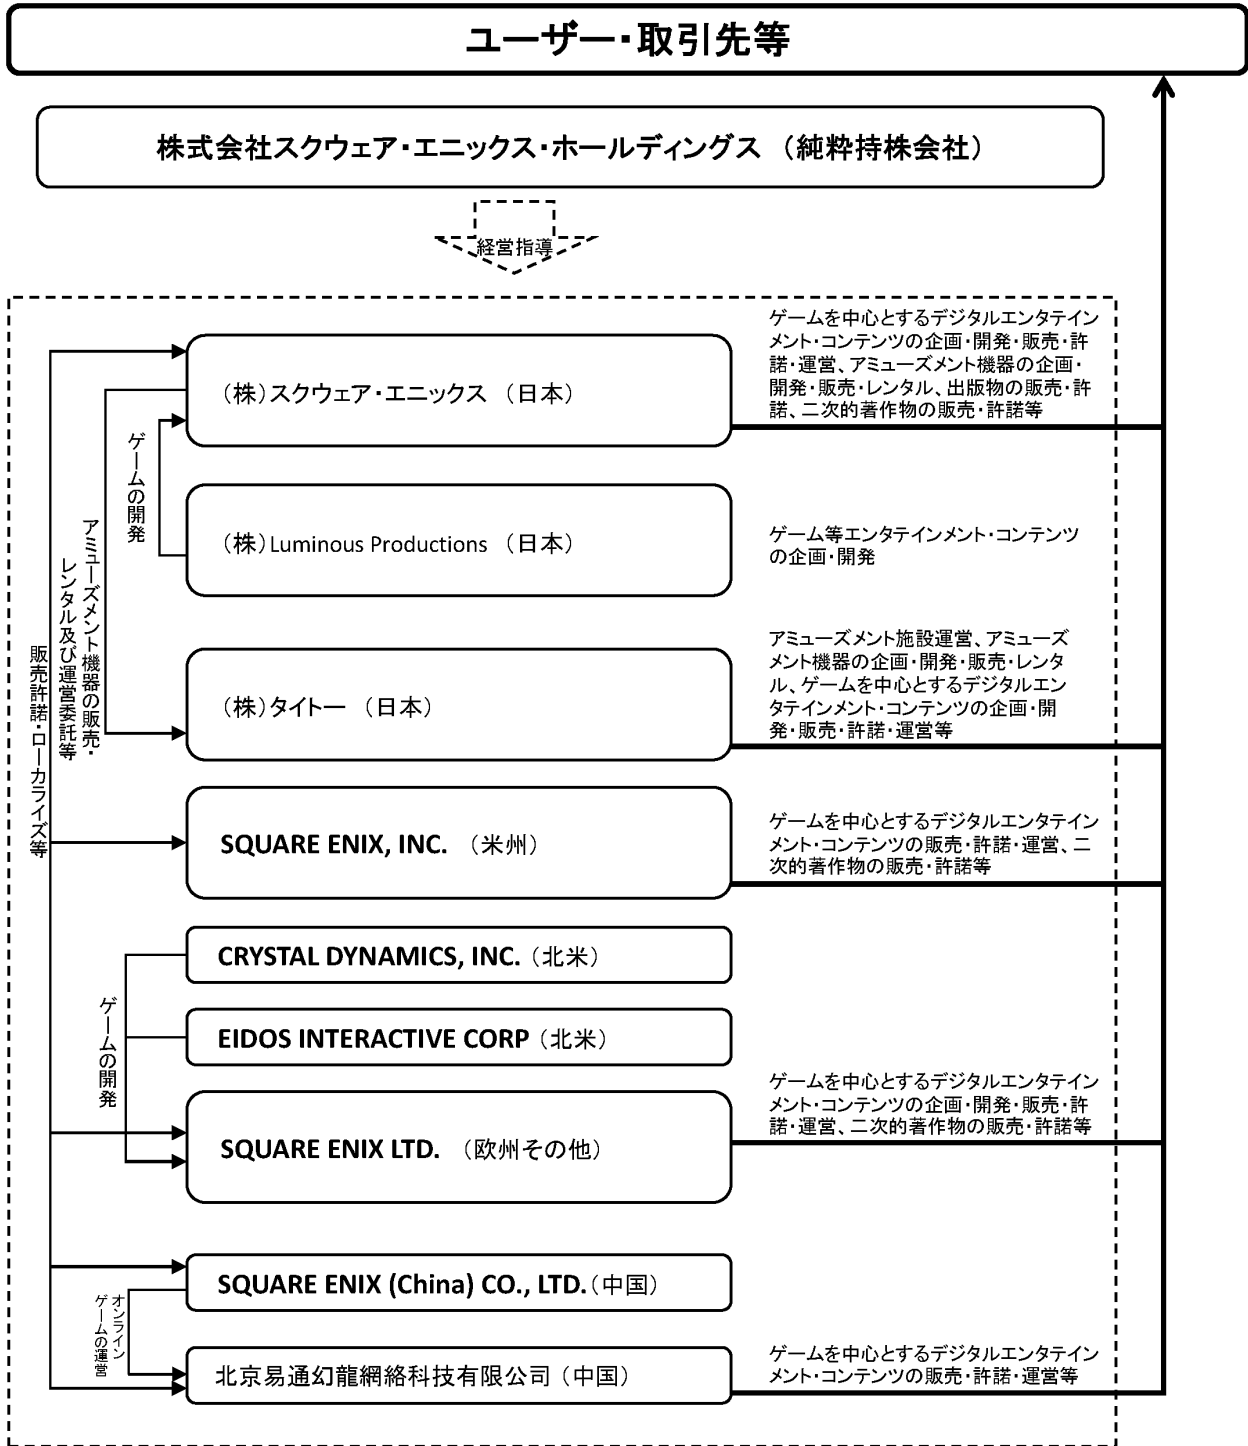 ユーザー・取引先等
株式会社スクウェア・エニックス・ホールディングス (純粋持株会社)
経営指導
(株)スクウェア・エニックス (日本)
ゲームを中心とするデジタルエンタテイン
メント・コンテンツの企画・開発・販売・許
諾・運営、アミューズメント機器の企画・
開発・販売・レンタル、出版物の販売・許
諾、二次的著作物の販売・許諾等
ゲームの開発
(株)Luminous Productions (日本)
ゲーム等エンタテインメント・コンテンツ
の企画・開発
アミューズメント機器の販売・
レンタル及び運営委託等
販売許諾・ローカライズ等
(株)タイトー (日本)
アミューズメント施設運営、アミューズ
メント機器の企画・開発・販売・レンタ
ル、ゲームを中心とするデジタルエン
タテインメント・コンテンツの企画・開
発・販売・許諾・運営等
SQUARE ENIX, INC. (米州)
ゲームを中心とするデジタルエンタテイン
メント・コンテンツの販売・許諾・運営、二
次的著作物の販売・許諾等
CRYSTAL DYNAMICS, INC. (北米)
EIDOS INTERACTIVE CORP (北米)
ゲームの開発
SQUARE ENIX LTD. (欧州その他)
ゲームを中心とするデジタルエンタテイン
メント・コンテンツの企画・開発・販売・許
諾・運営、二次的著作物の販売・許諾等
SQUARE ENIX (China) CO., LTD. (中国)
オンライン
ゲームの運営
北京易通幻龍網絡科技有限公司 (中国)
ゲームを中心とするデジタルエンタテイン
メント・コンテンツの販売・許諾・運営等